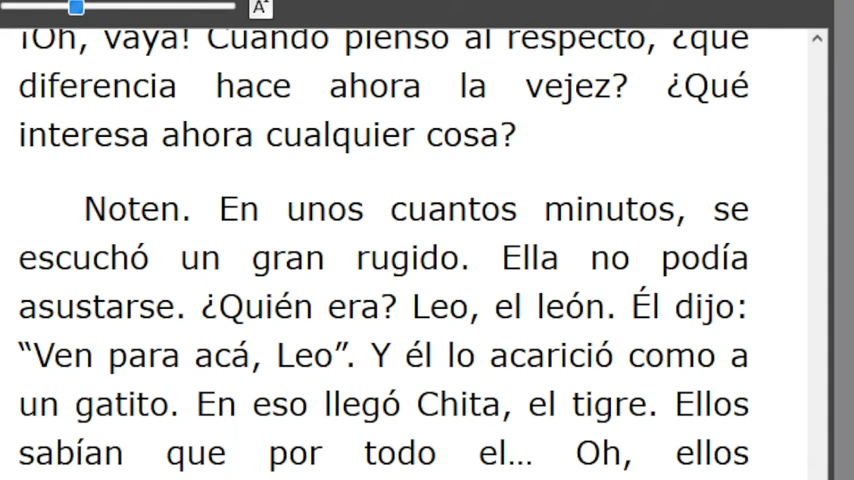 A
¡Oh, vaya! Cuando pienso al respecto, ¿qué
diferencia hace ahora la vejez? ¿Qué
interesa ahora cualquier cosa?
Noten. En unos cuantos minutos, se
escuchó un gran rugido. Ella no podía
asustarse. ¿Quién era? Leo, el león. Él dijo:
“Ven para acá, Leo”. Y él lo acarició como a
un gatito. En eso llegó Chita, el tigre. Ellos
sabían que por todo el... Oh, ellos